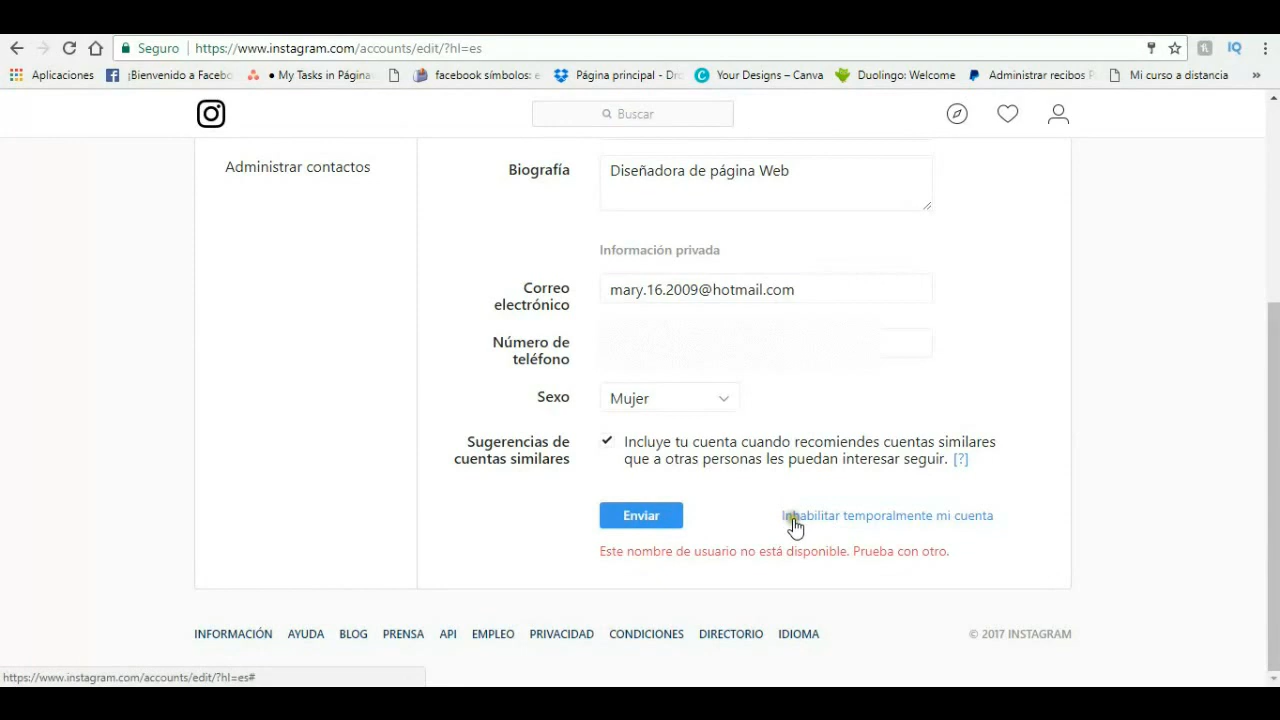 Seguro
https://www.instagram.com/accounts/edit/?hl=es
Aplicaciones
¡Bienvenido a Facebo
● My Tasks in Página
facebook símbolos: e
Página principal - Dro
Your Designs – Canva
Duolingo: Welcome
Administrar recibos P
Mi curso a distancia
»
IQ
Buscar
Administrar contactos
Biografía
Diseñadora de página Web
Información privada
Correo
electrónico
mary.16.2009@hotmail.com
Número de
teléfono
Sexo
Mujer
Sugerencias de
cuentas similares
Incluye tu cuenta cuando recomiendes cuentas similares
que a otras personas les puedan interesar seguir. [?]
Enviar
Inhabilitar temporalmente mi cuenta
Este nombre de usuario no está disponible. Prueba con otro.
INFORMACIÓN AYUDA BLOG PRENSA API EMPLEO PRIVACIDAD CONDICIONES DIRECTORIO IDIOMA
© 2017 INSTAGRAM
https://www.instagram.com/accounts/edit/?hl=es#